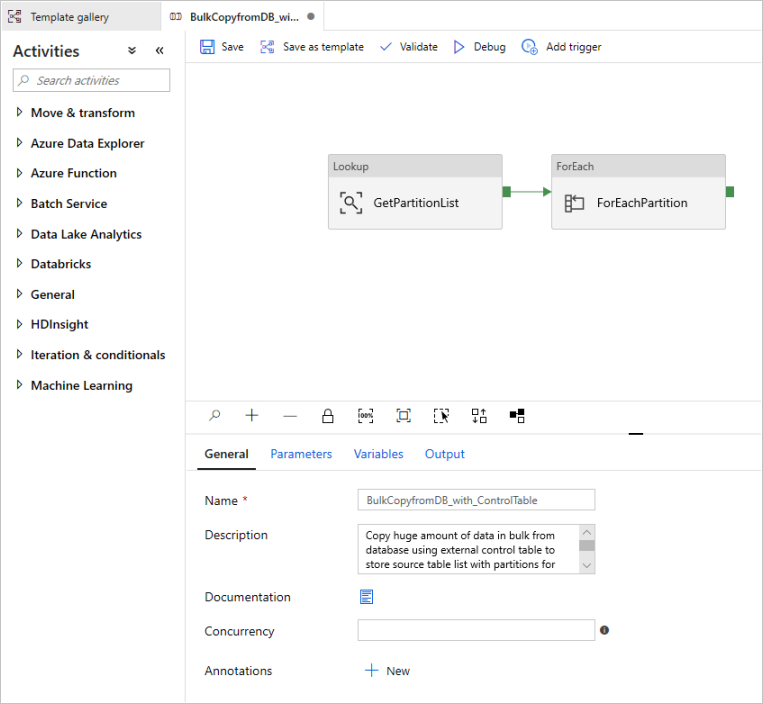 Template gallery
BulkCopyfromDB_wi...
Activities
Search activities
Move & transform
Azure Data Explorer
Azure Function
Batch Service
Data Lake Analytics
Databricks
General
HDInsight
Iteration & conditionals
Machine Learning
Save
Save as template
Validate
Debug
Add trigger
Lookup
GetPartitionList
ForEach
ForEachPartition
100%
General
Parameters
Variables
Output
Name *
BulkCopyfromDB_with_ControlTable
Description
Copy huge amount of data in bulk from
database using external control table to
store source table list with partitions for
Documentation
Concurrency
Annotations
New